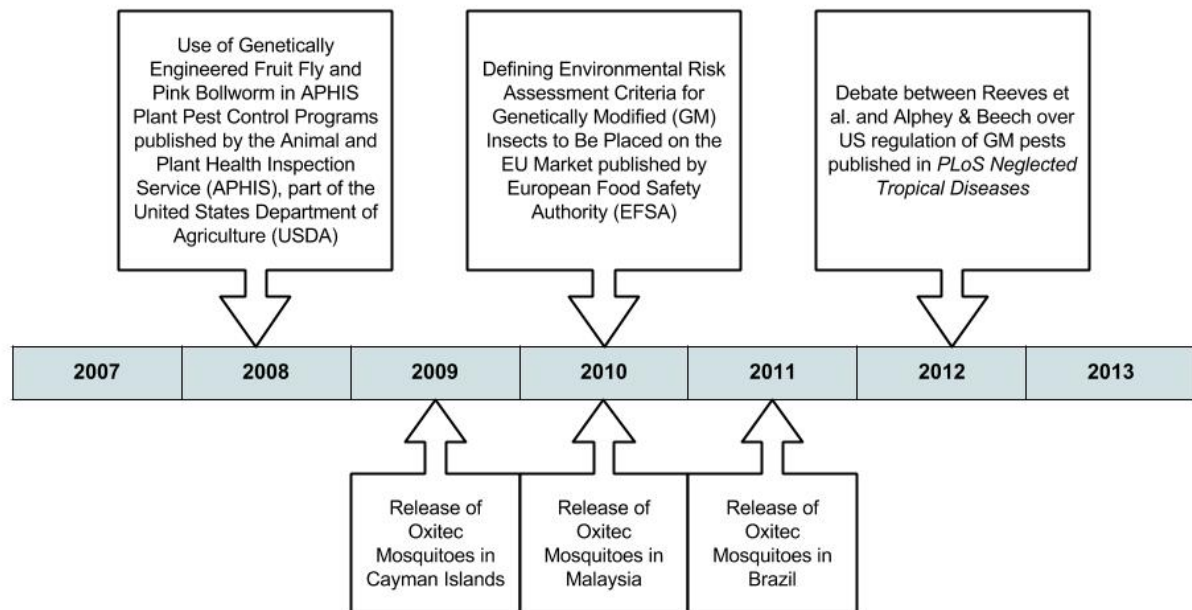 Use of Genetically
Engineered Fruit Fly and
Pink Bollworm in APHIS
Plant Pest Control Programs
published by the Animal and
Plant Health Inspection
Service (APHIS), part of the
United States Department of
Agriculture (USDA)
Defining Environmental Risk
Assessment Criteria for
Genetically Modified (GM)
Insects to Be Placed on the
EU Market published by
European Food Safety
Authority (EFSA)
Debate between Reeves et
al. and Alphey & Beech over
US regulation of GM pests
published in PLoS Neglected
Tropical Diseases
2007 2008 2009 2010 2011 2012 2013
Release of
Oxitec
Mosquitoes in
Cayman Islands
Release of
Oxitec
Mosquitoes in
Malaysia
Release of
Oxitec
Mosquitoes in
Brazil